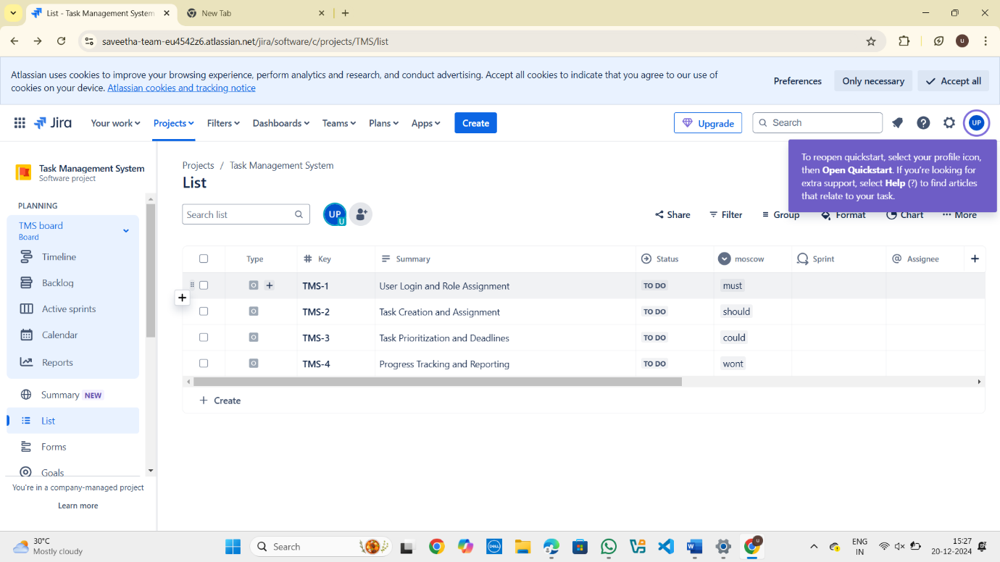 List - Task Management System
New Tab
saveetha-team-eu4542z6.atlassian.net/jira/software/c/projects/TMS/list
u
Atlassian uses cookies to improve your browsing experience, perform analytics and research, and conduct advertising. Accept all cookies to indicate that you agree to our use of
cookies on your device. Atlassian cookies and tracking notice
Preferences
Only necessary
Accept all
Jira
Your work
Projects
Filters
Dashboards
Teams
Plans
Apps
Create
Upgrade
Search
UP
To reopen quickstart, select your profile icon,
then Open Quickstart. If you're looking for
extra support, select Help (?) to find articles
that relate to your task.
Task Management System
Software project
PLANNING
TMS board
Board
Timeline
Backlog
Active sprints
Calendar
Reports
Summary NEW
List
Forms
Goals
You're in a company-managed project
Learn more
Projects / Task Management System
List
Search list
UP
U
Share
Filter
Group
Format
Chart
More
Type Key Summary Status moscow Sprint Assignee
TMS-1 User Login and Role Assignment TO DO must
TMS-2 Task Creation and Assignment TO DO should
TMS-3 Task Prioritization and Deadlines TO DO could
TMS-4 Progress Tracking and Reporting TO DO wont
Create
30°C
Mostly cloudy
Search
DELL
u
ENG
IN
15:27
20-12-2024